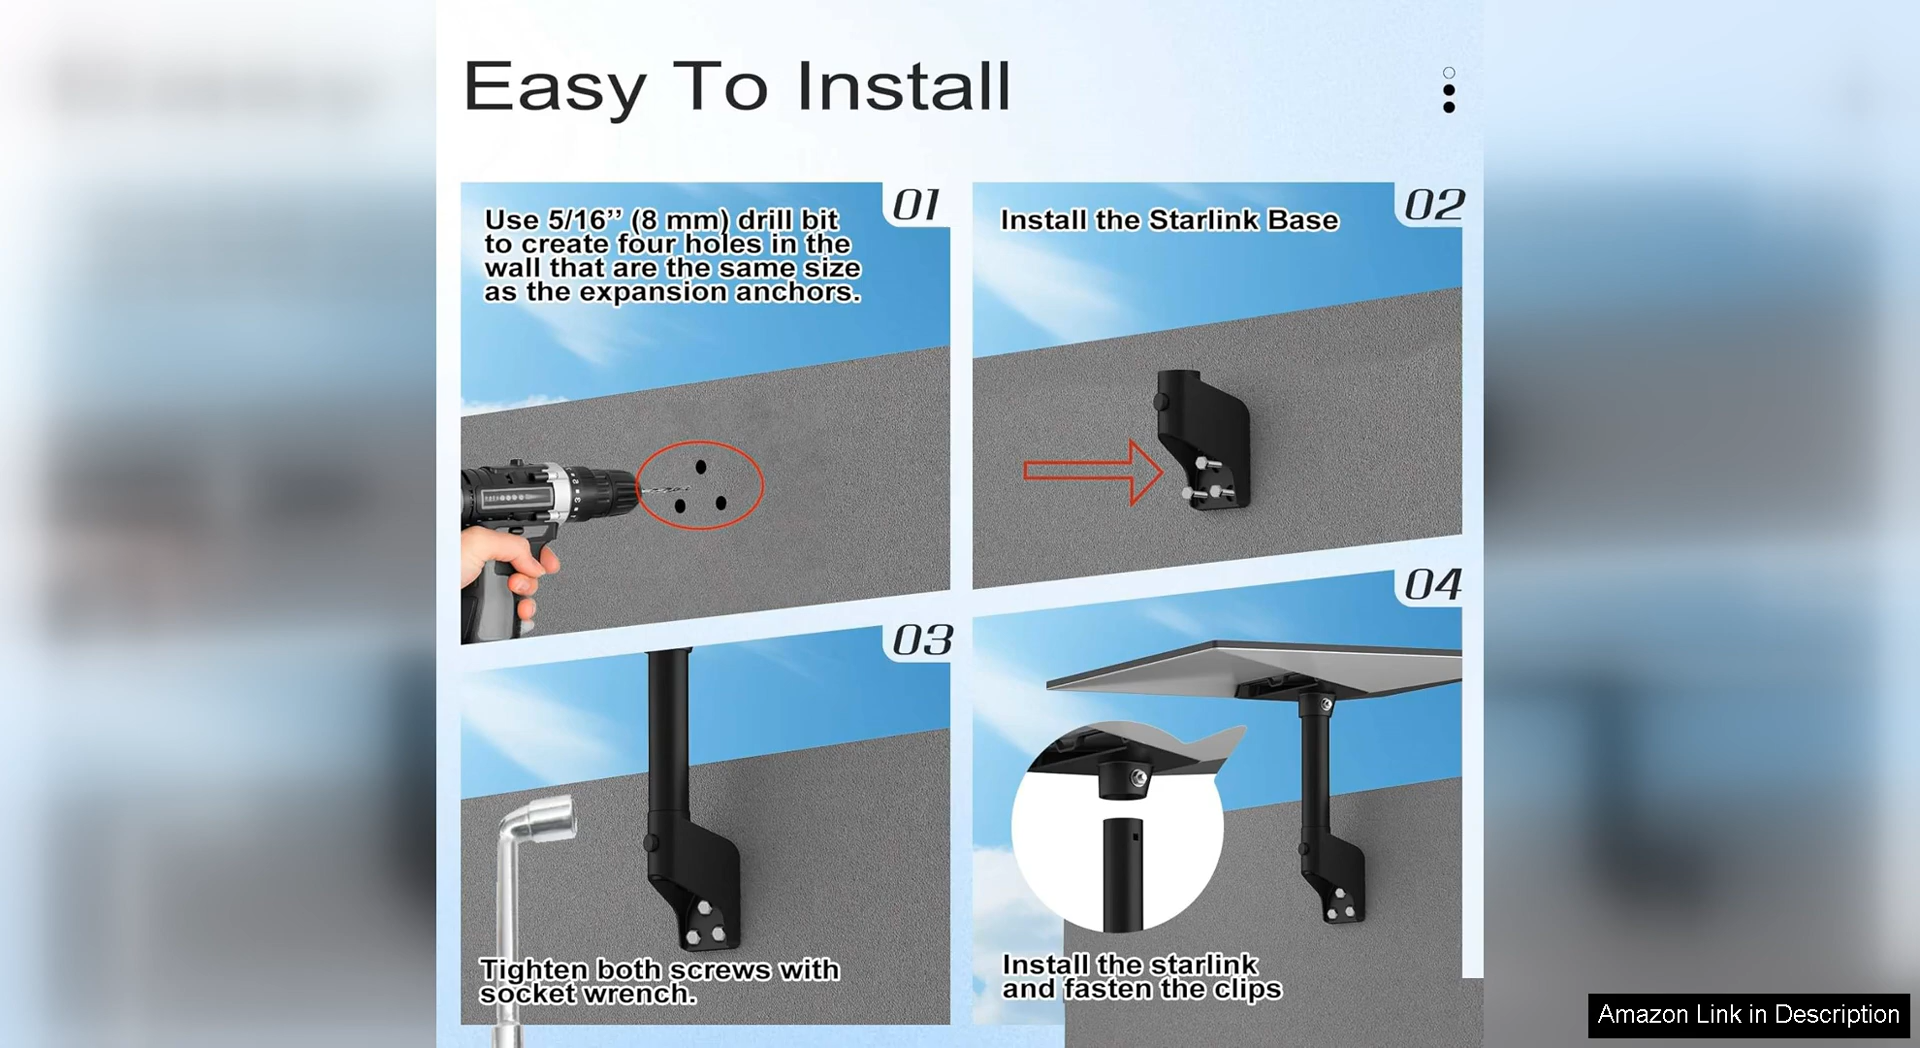 Easy To Install
01
Use 5/16” (8 mm) drill bit
to create four holes in the
wall that are the same size
as the expansion anchors.
02
Install the Starlink Base
03
Tighten both screws with
socket wrench.
04
Install the starlink
and fasten the clips
Amazon Link in Description